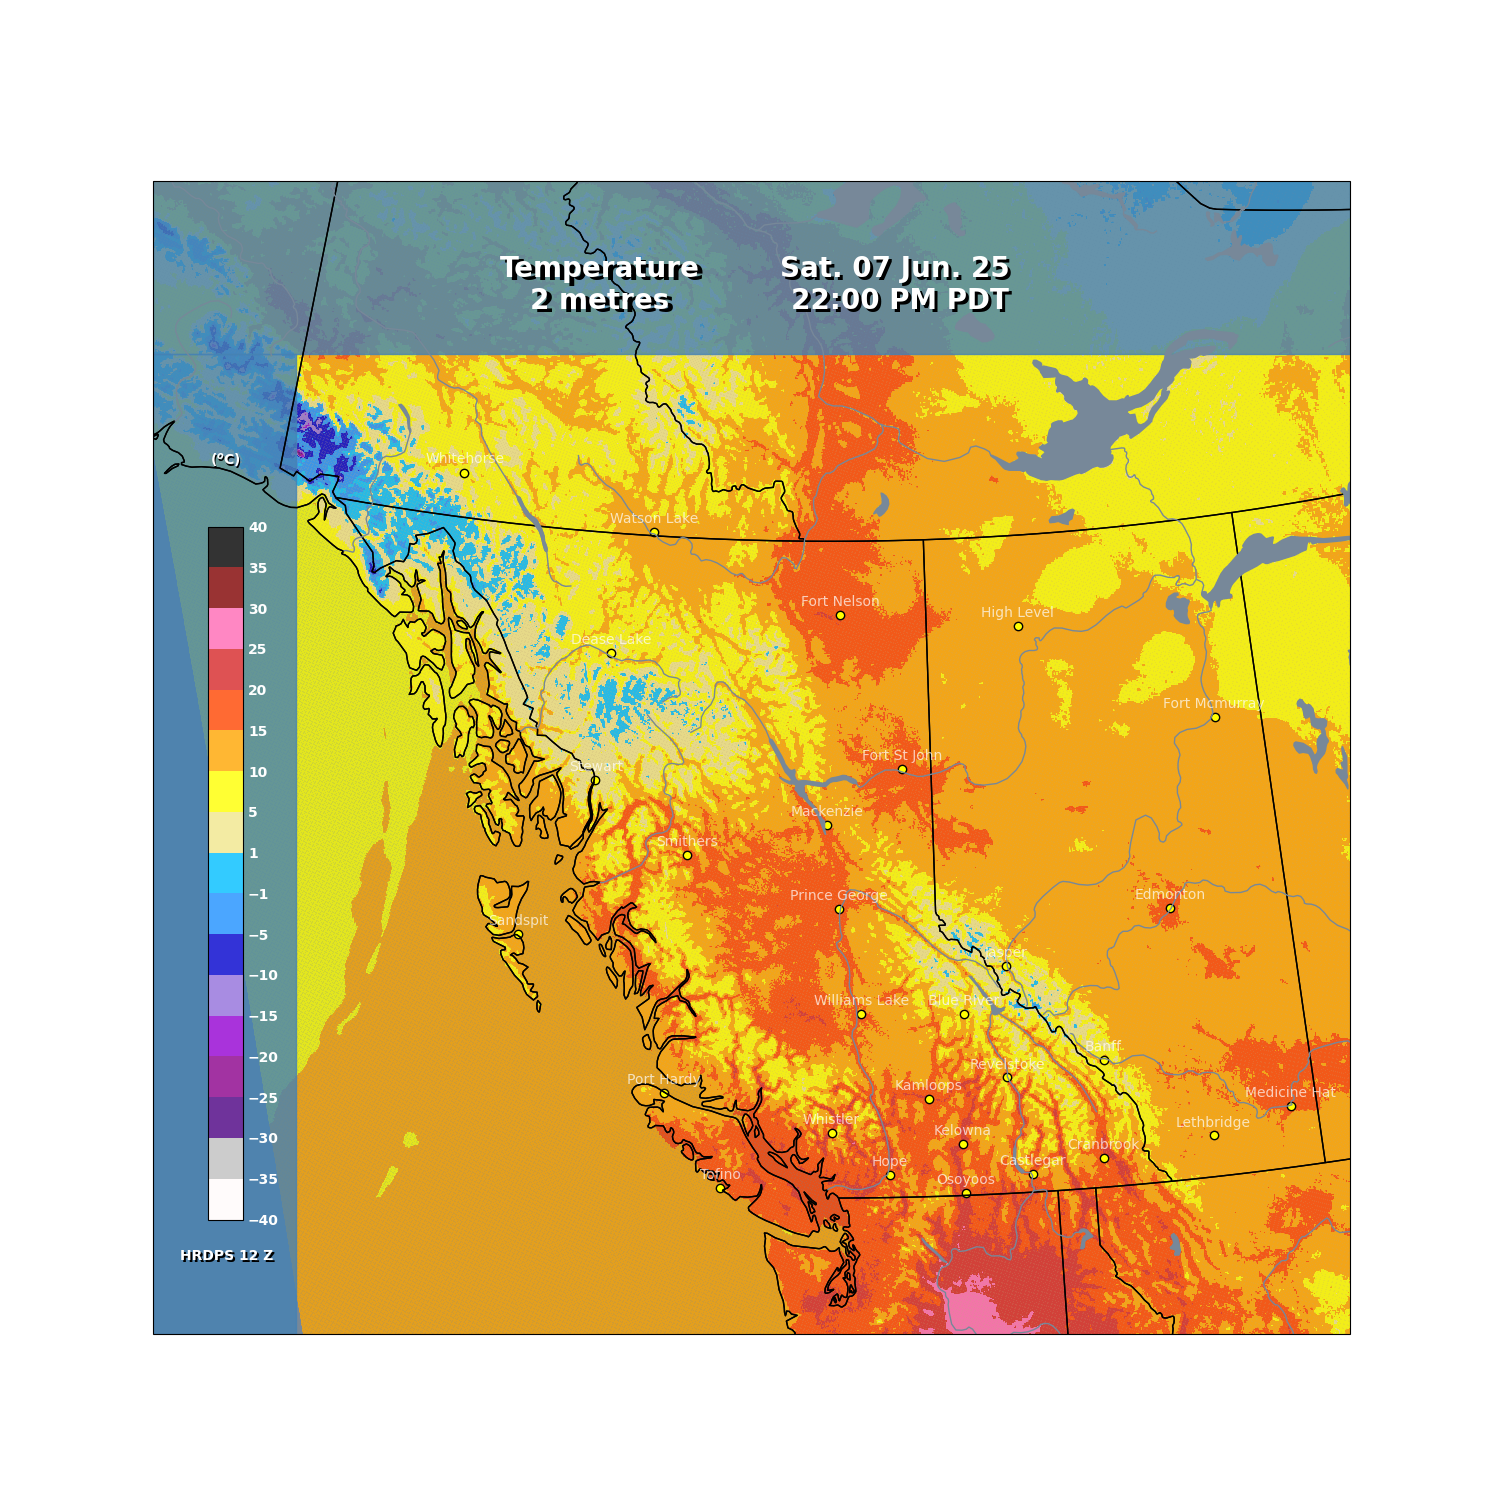 Temperature
2 metres
Sat. 07 Jun. 25
22:00 PM PDT
(°C)
40
35
30
25
20
15
10
5
1
−1
−5
−10
−15
−20
−25
−30
−35
−40
HRDPS 12 Z
Whitehorse
Watson Lake
Fort Nelson
High Level
Dease Lake
Fort Mcmurray
Fort St John
Stewart
Mackenzie
Smithers
Prince George
Edmonton
Sandspit
Jasper
Williams Lake
Blue River
Banff
Revelstoke
Port Hardy
Kamloops
Medicine Hat
Whistler
Lethbridge
Kelowna
Cranbrook
Hope
Castlegar
Tofino
Osoyoos